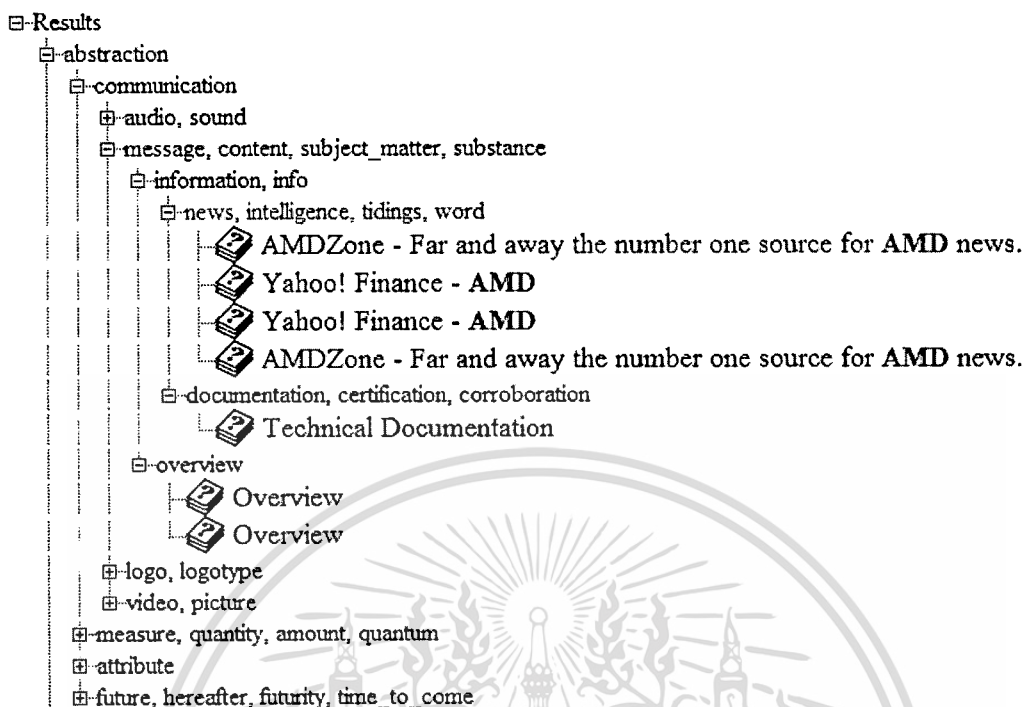 Results
abstraction
communication
audio, sound
message, content, subject_matter, substance
information, info
news, intelligence, tidings, word
AMDZone - Far and away the number one source for AMD news.
Yahoo! Finance - AMD
Yahoo! Finance - AMD
AMDZone - Far and away the number one source for AMD news.
documentation, certification, corroboration
Technical Documentation
overview
Overview
Overview
logo, logotype
video, picture
measure, quantity, amount, quantum
attribute
future, hereafter, futurity, time_to_come